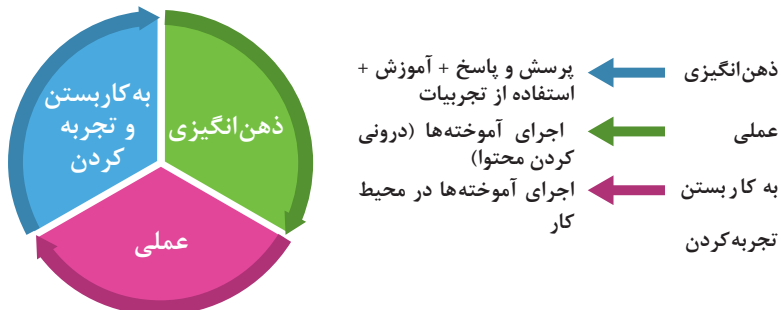 به کاربستن
و تجربه
کردن
ذهن‌انگیزی
عملی
ذهن‌انگیزی
پرسش و پاسخ + آموزش +
استفاده از تجربیات
عملی
اجرای آموخته‌ها (درونی
کردن محتوا)
به کاربستن
اجرای آموخته‌ها در محیط
کار
تجربه‌کردن